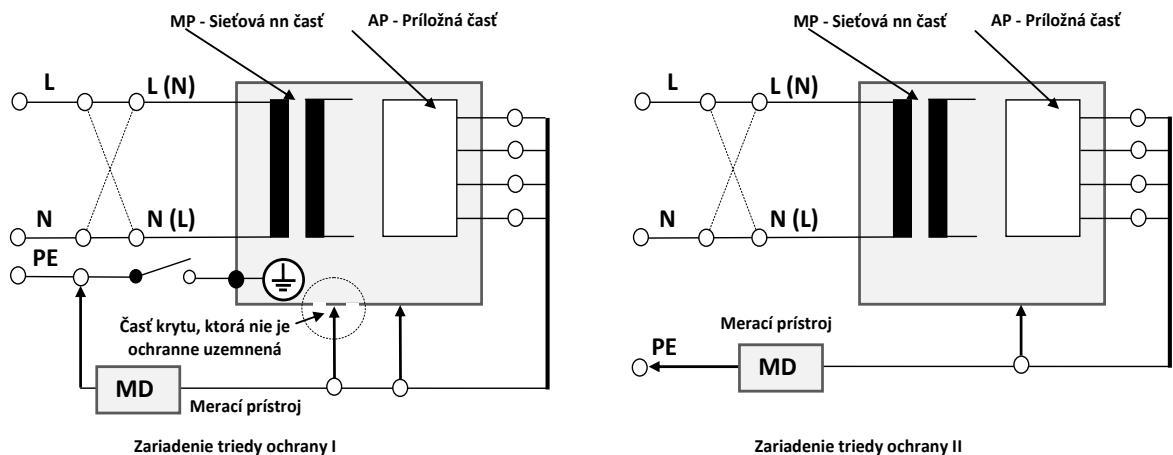 MP - Sieťová nn časť
AP - Príložná časť
L
L (N)
N
N (L)
PE
Časť krytu, ktorá nie je
ochranne uzemnená
MD
Merací prístroj
Zariadenie triedy ochrany I
MP - Sieťová nn časť
AP - Príložná časť
L
L (N)
N
N (L)
Merací prístroj
PE
MD
Zariadenie triedy ochrany II